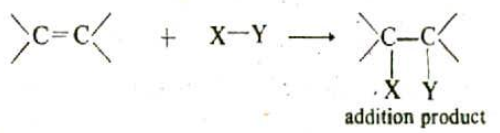 C=C + X—Y ⟶ C—C
X Y
addition product